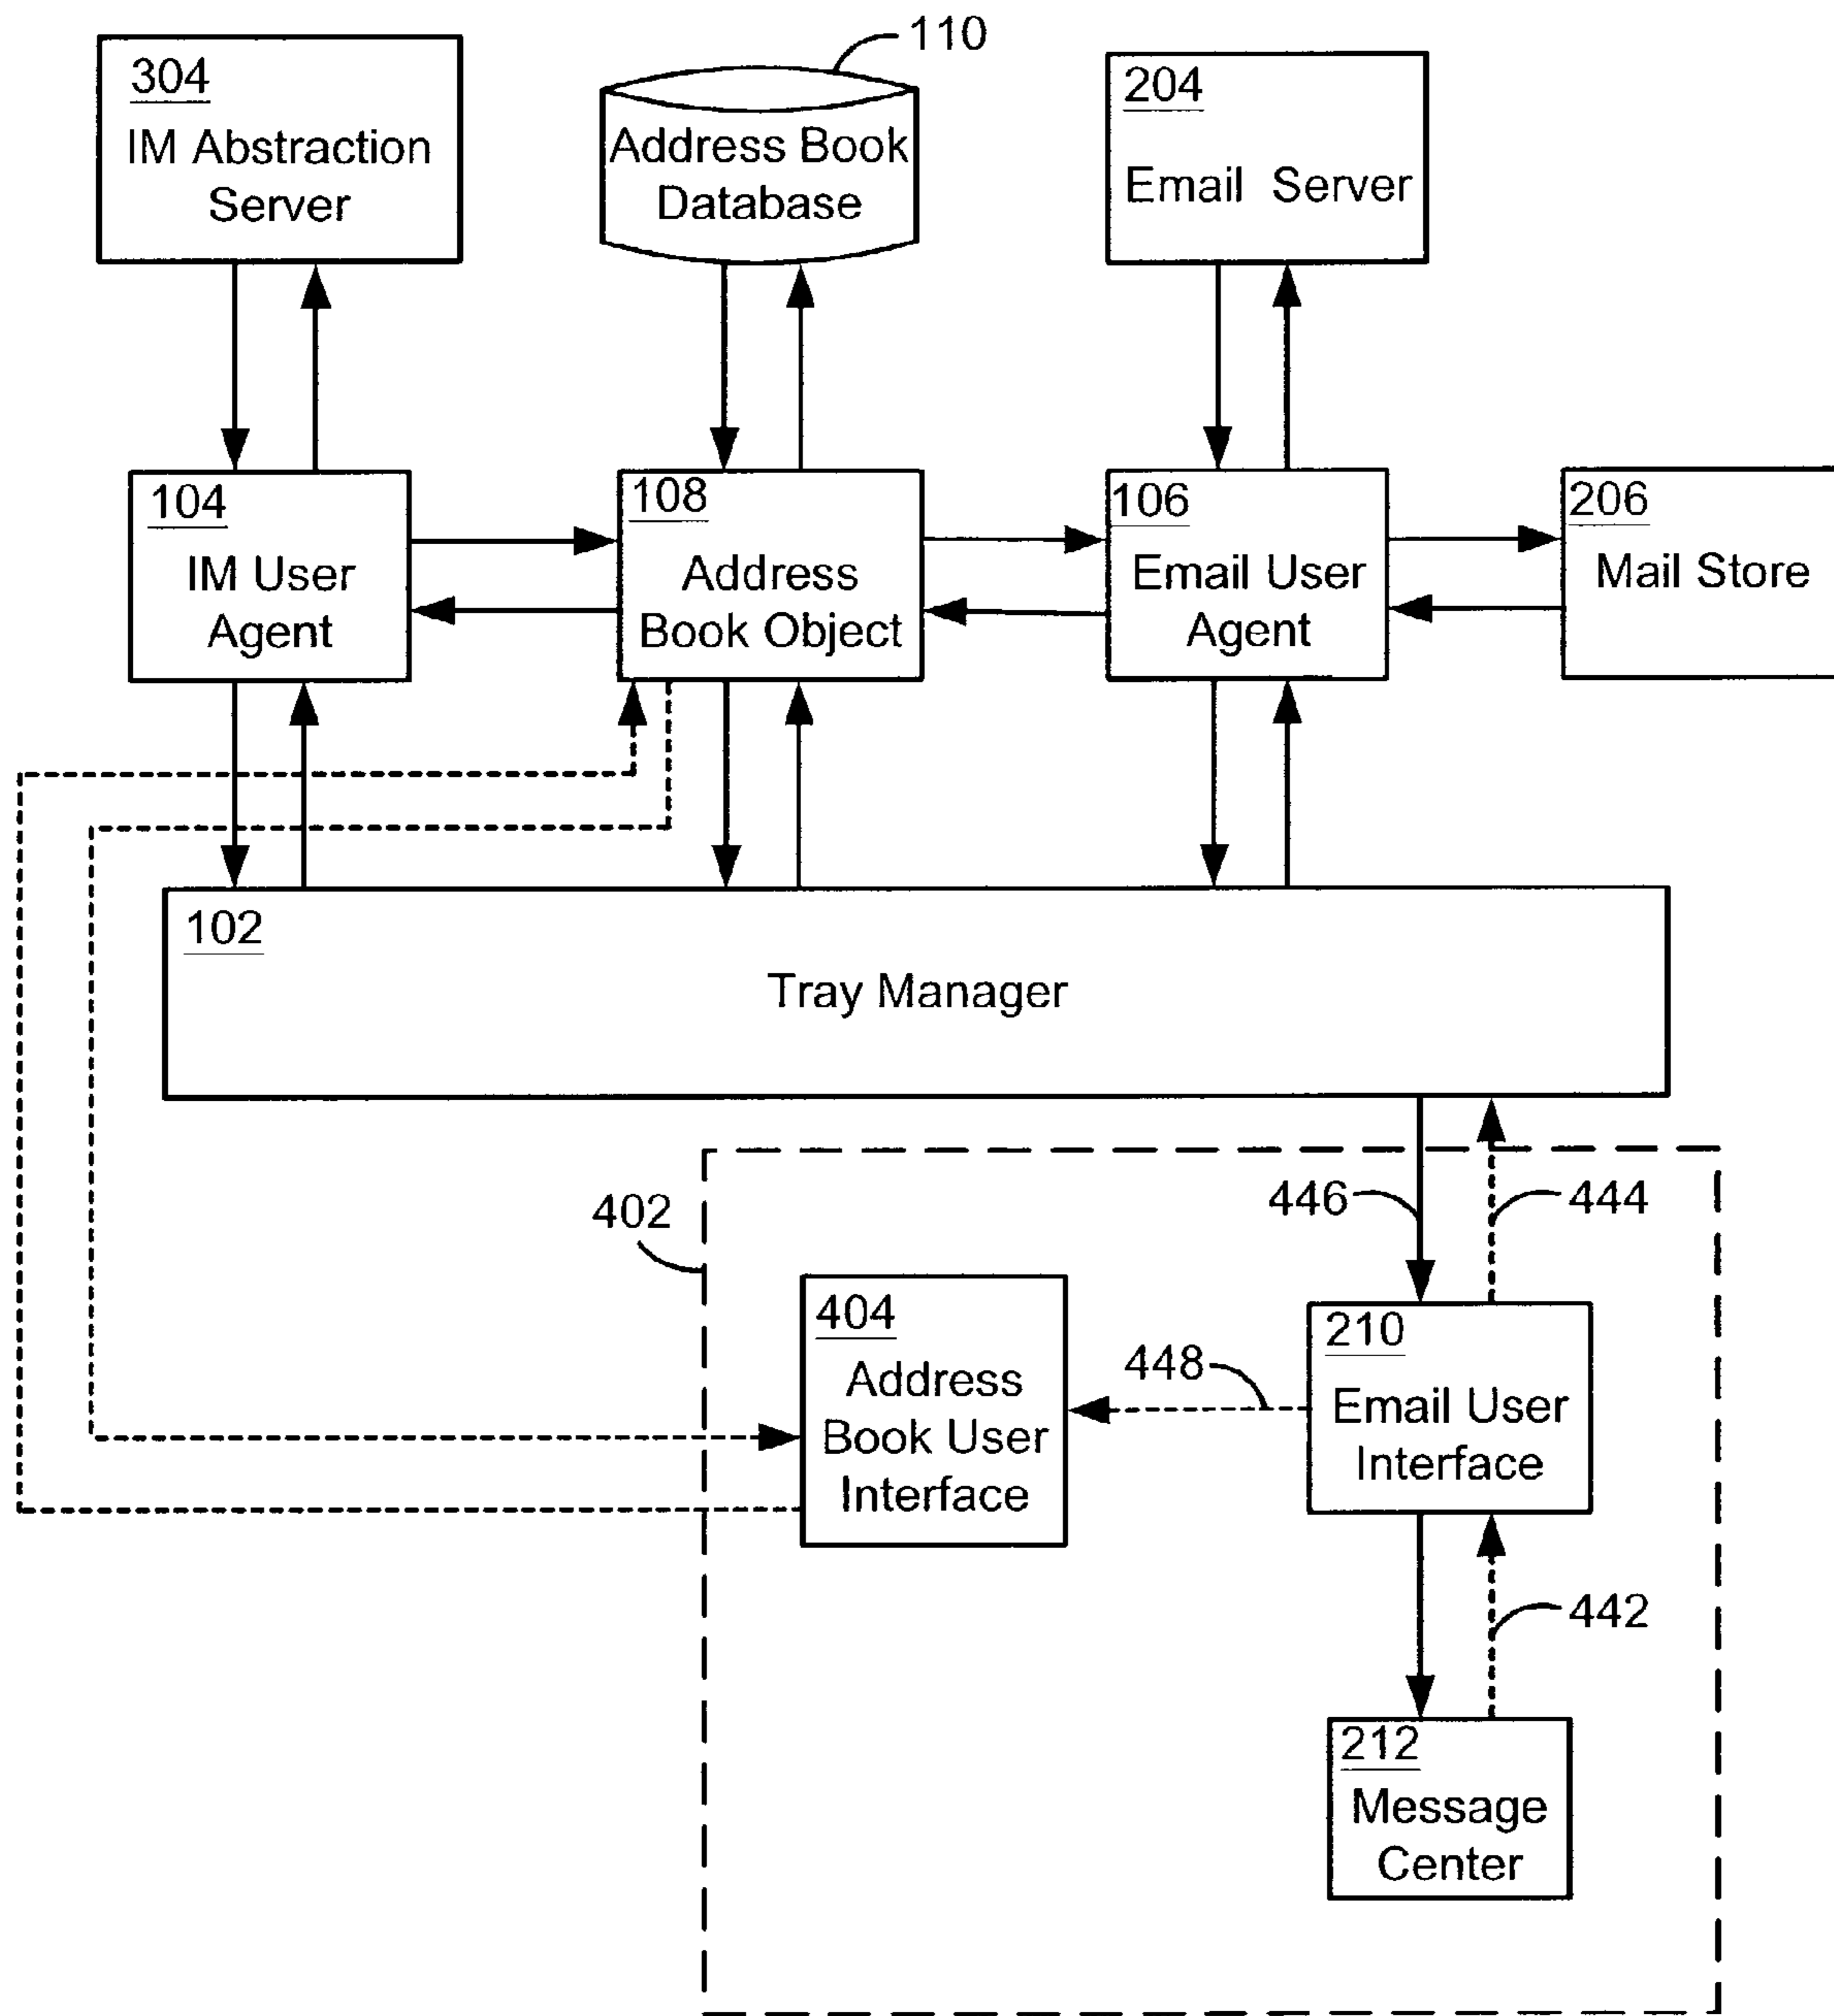 110
304
IM Abstraction
Server
Address Book
Database
204
Email Server
104
IM User
Agent
108
Address
Book Object
106
Email User
Agent
206
Mail Store
102
Tray Manager
402
446
444
404
Address
Book User
Interface
448
210
Email User
Interface
442
212
Message
Center